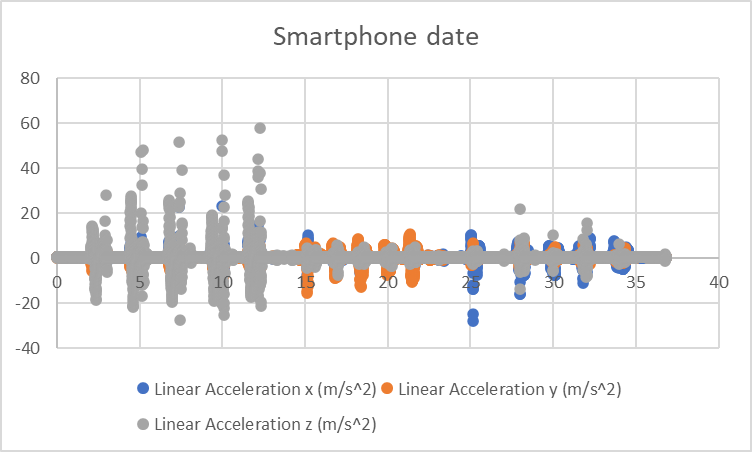 Smartphone date
80
60
40
20
0
-20
-40
0 5 10 15 20 25 30 35 40
Linear Acceleration x (m/s^2) Linear Acceleration y (m/s^2)
Linear Acceleration z (m/s^2)